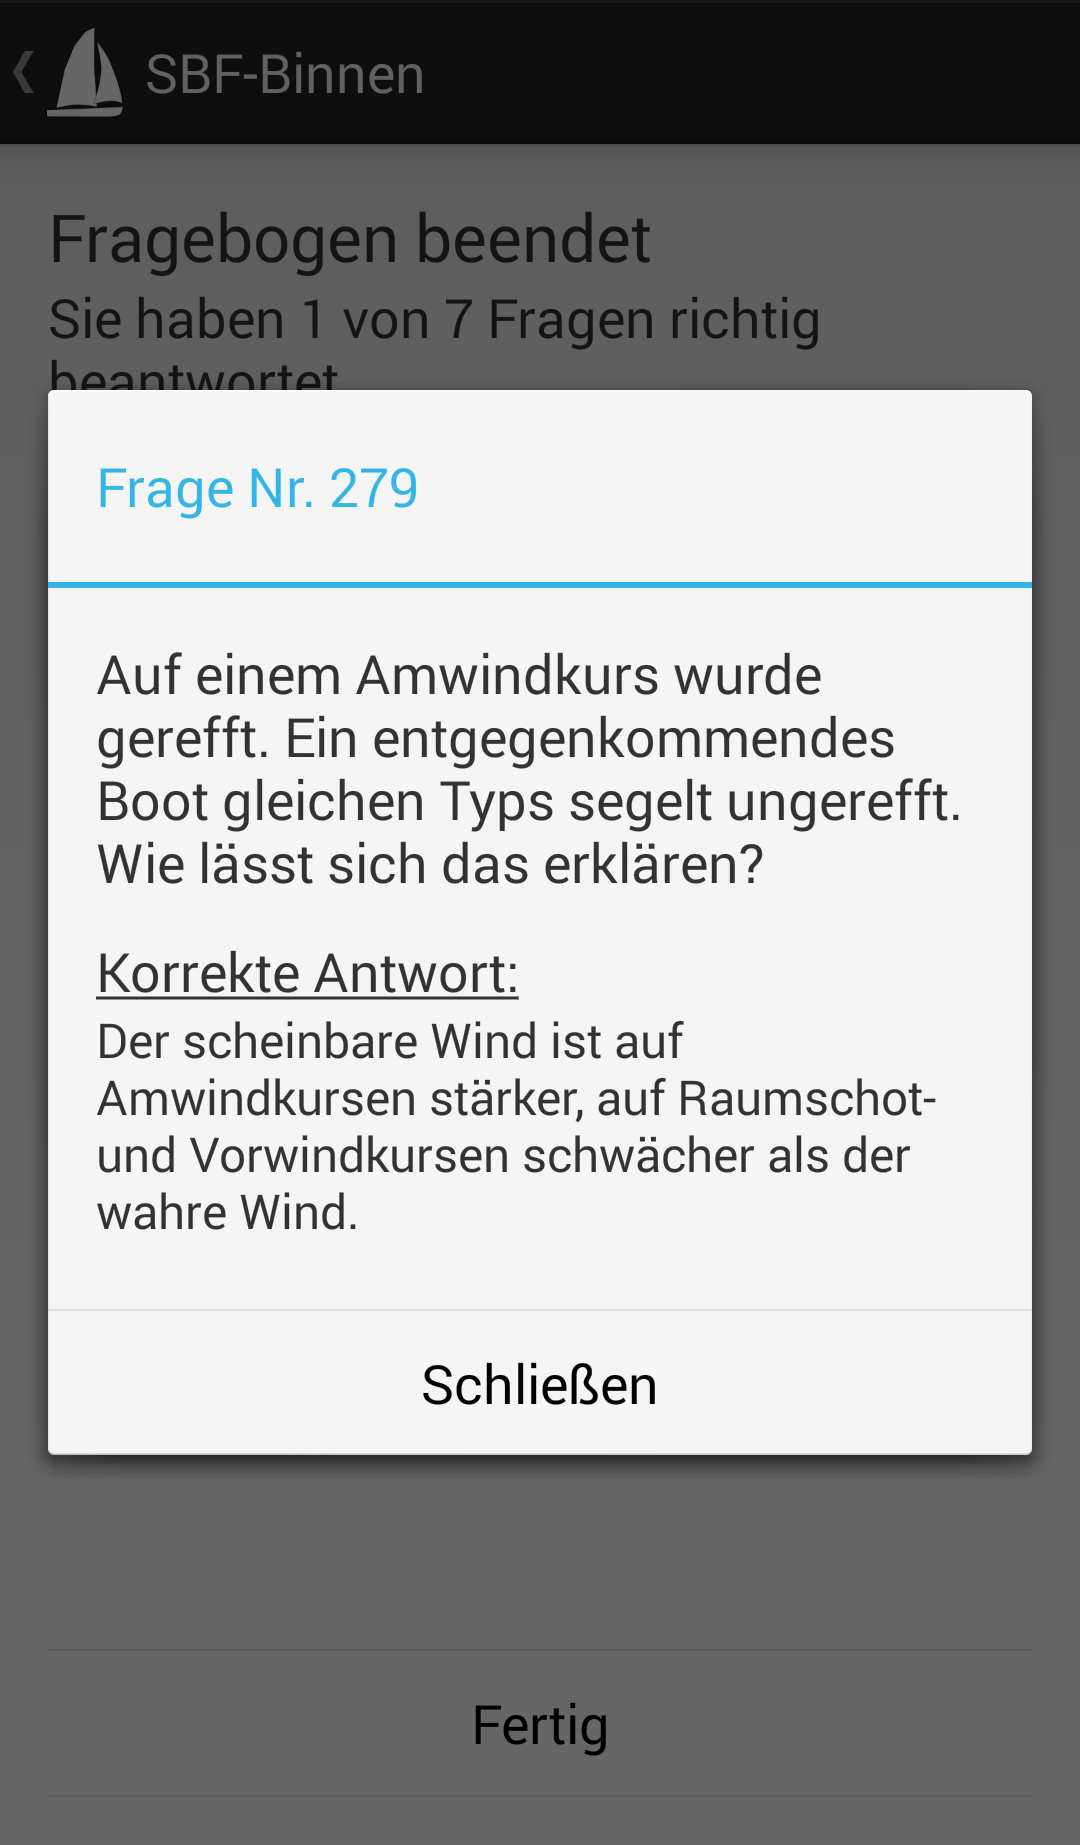 SBF-Binnen
Fragebogen beendet
Sie haben 1 von 7 Fragen richtig
beantwortet
Frage Nr. 279
Auf einem Amwindkurs wurde
gerefft. Ein entgegenkommendes
Boot gleichen Typs segelt ungerefft.
Wie lässt sich das erklären?
Korrekte Antwort:
Der scheinbare Wind ist auf
Amwindkursen stärker, auf Raumschot-
und Vorwindkursen schwächer als der
wahre Wind.
Schließen
Fertig